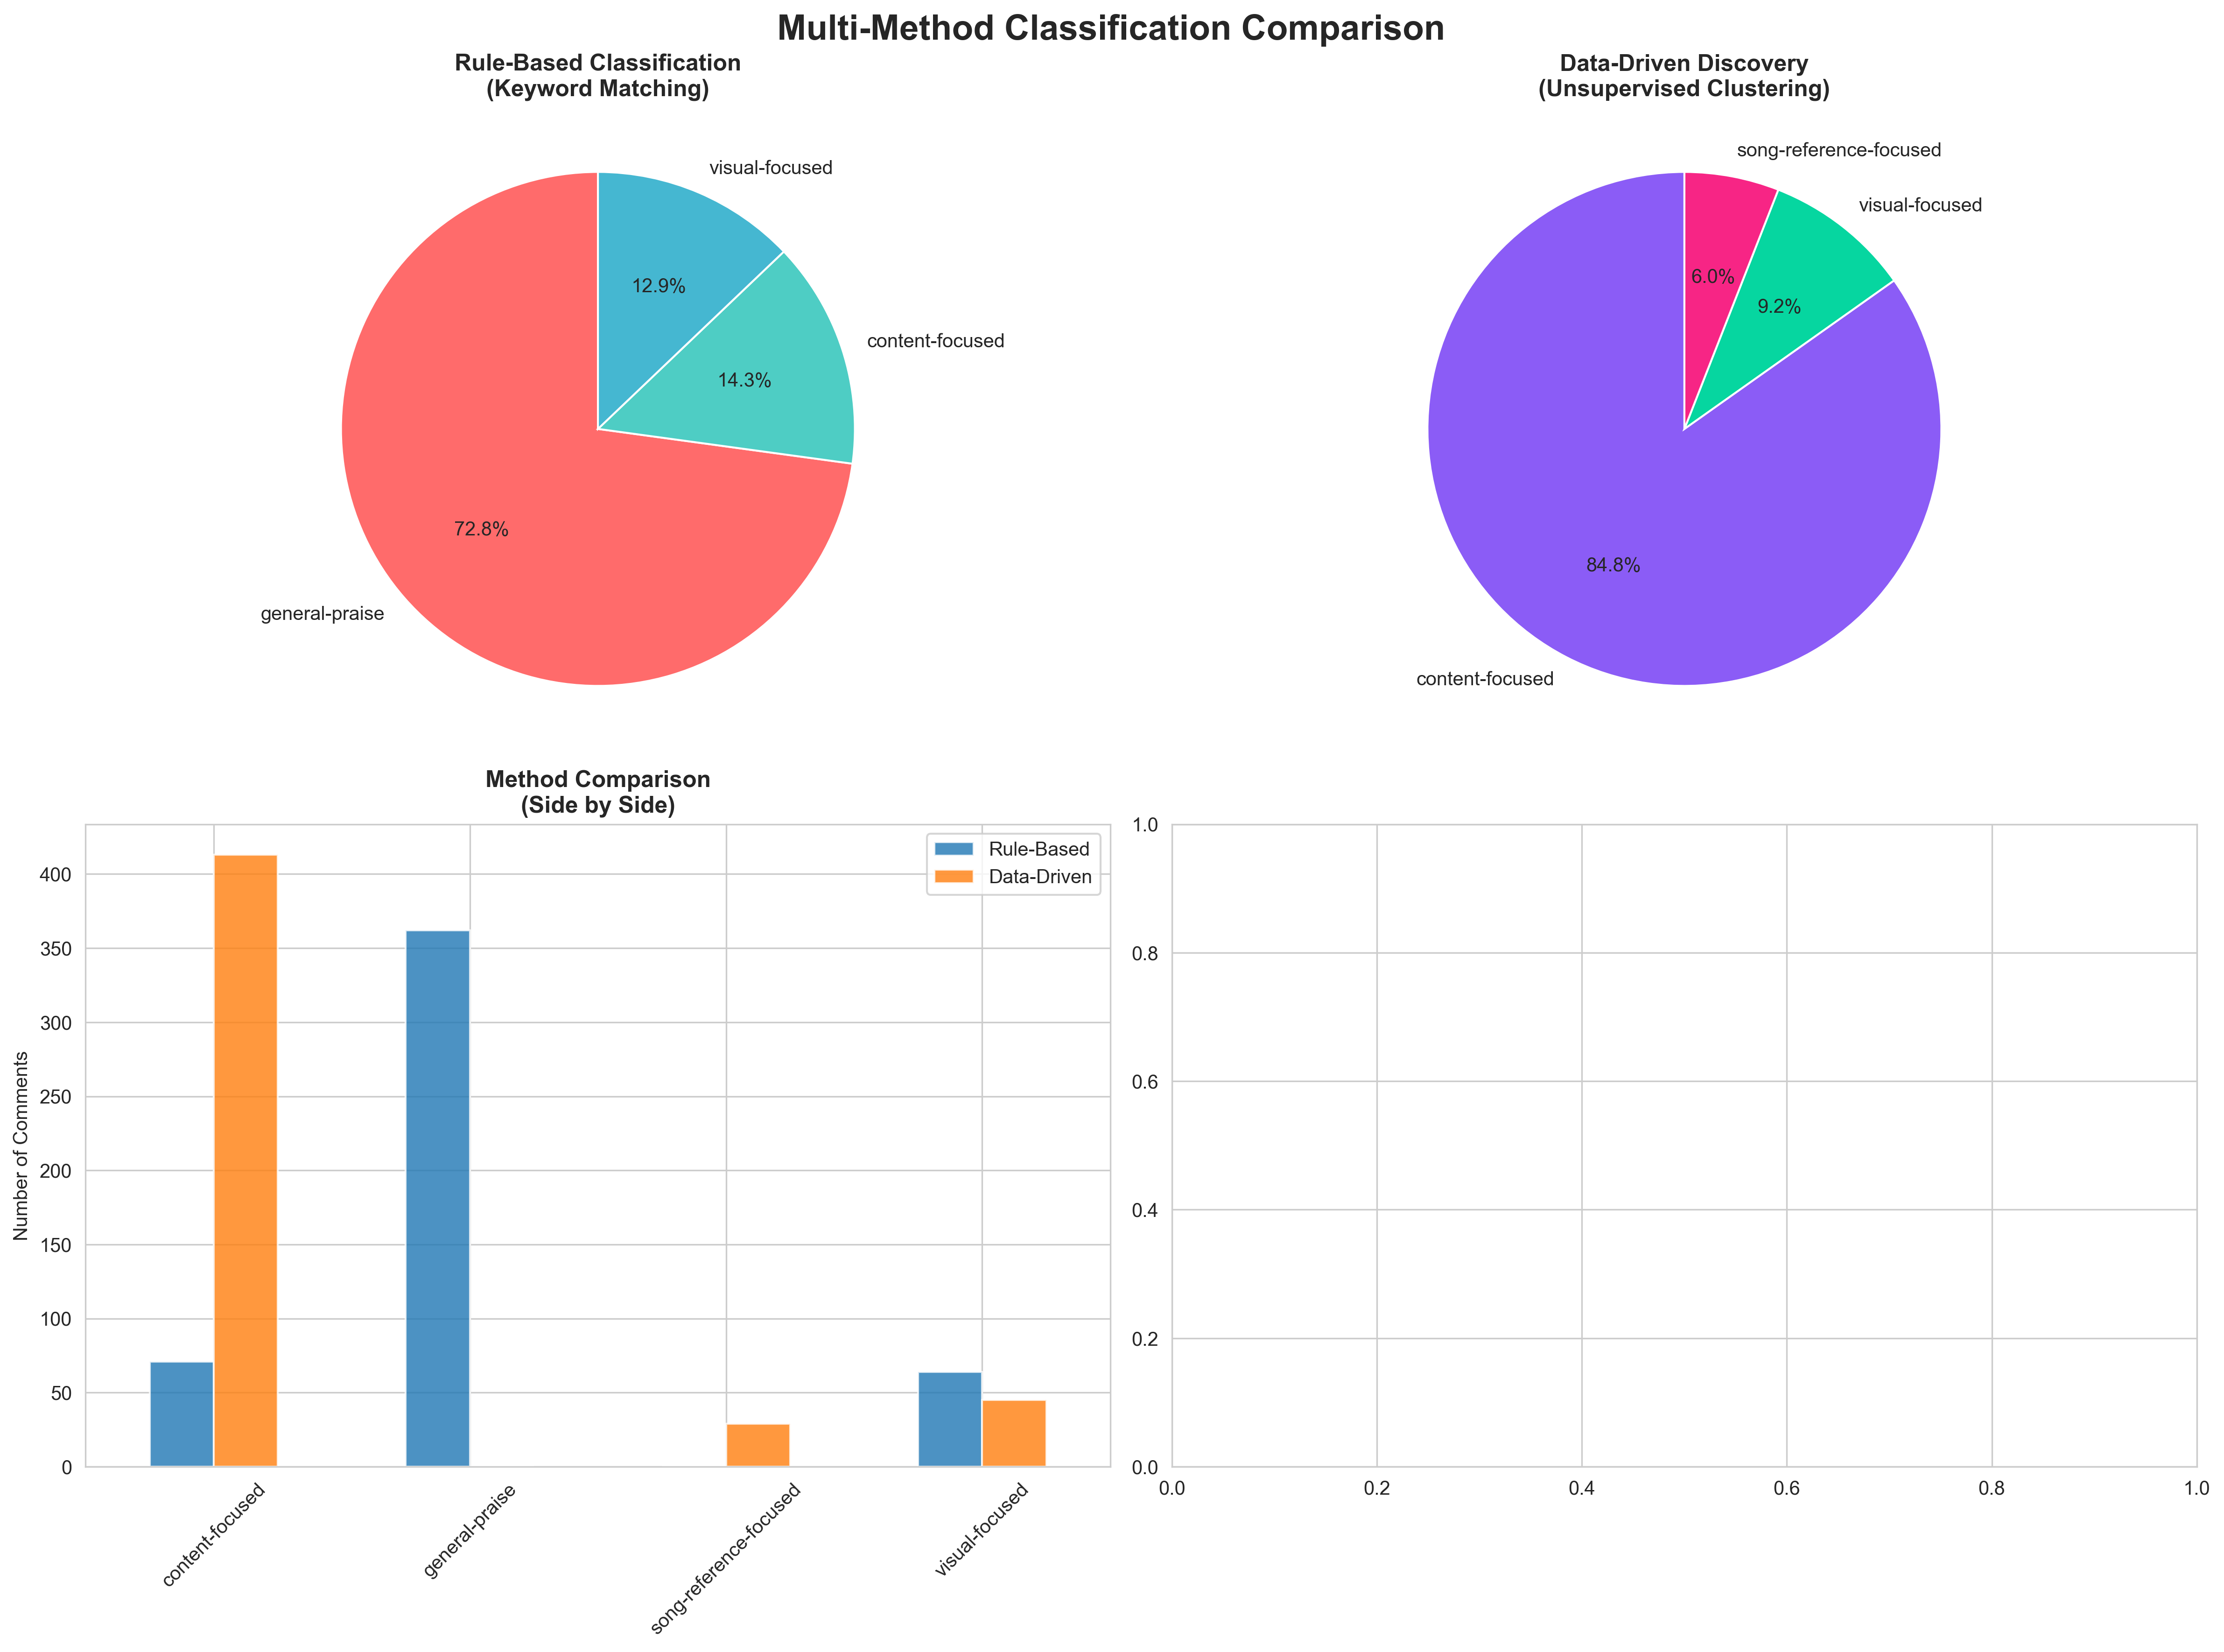 Multi-Method Classification Comparison
Rule-Based Classification
(Keyword Matching)
visual-focused
12.9%
content-focused
14.3%
72.8%
general-praise
Data-Driven Discovery
(Unsupervised Clustering)
song-reference-focused
visual-focused
6.0%
9.2%
84.8%
content-focused
Method Comparison
(Side by Side)
Rule-Based
Data-Driven
Number of Comments
400
350
300
250
200
150
100
50
0
content-focused
general-praise
song-reference-focused
visual-focused
1.0
0.8
0.6
0.4
0.2
0.0
0.0
0.2
0.4
0.6
0.8
1.0